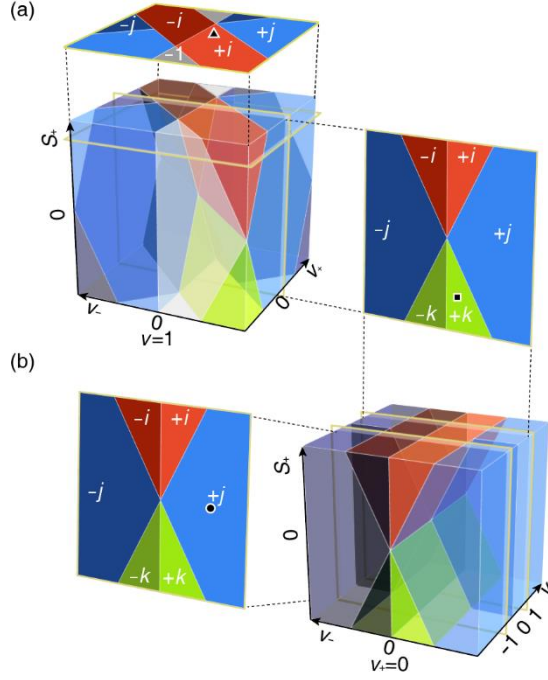 (a)
-j
-i
+j
-1
+i
S+
0
v-
0
v=1
0
v+
-i
+i
-j
+j
-k
+k
(b)
-i
+i
-j
+j
-k
+k
S+
0
v-
0
v+=0
-1
0
1
v